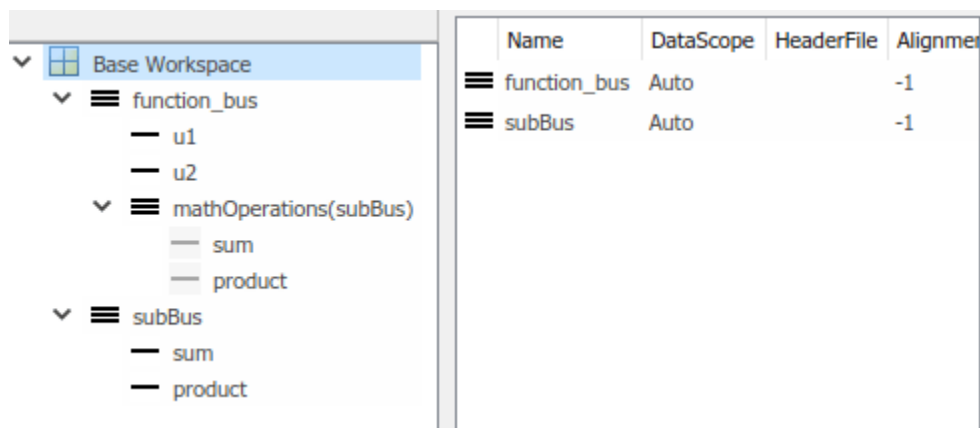 Base Workspace
function_bus
u1
u2
mathOperations(subBus)
sum
product
subBus
sum
product
Name DataScope HeaderFile Alignmen
function_bus Auto -1
subBus Auto -1